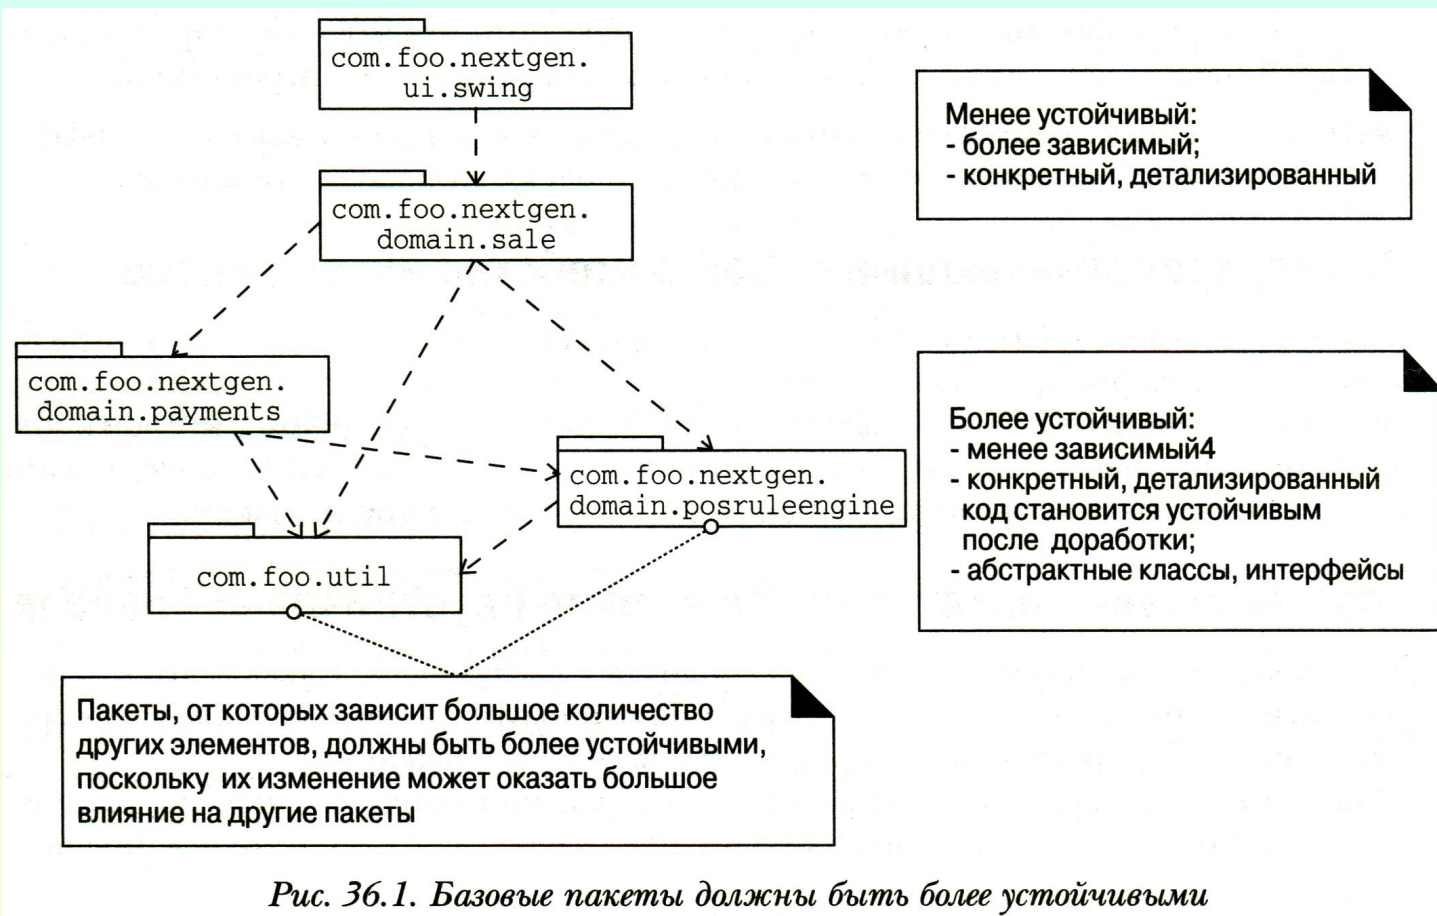 com.foo.nextgen.
ui.swing
com.foo.nextgen.
domain.sale
com.foo.nextgen.
domain.payments
com.foo.nextgen.
domain.posruleengine
com.foo.util
Менее устойчивый:
- более зависимый;
- конкретный, детализированный
Более устойчивый:
- менее зависимый4
- конкретный, детализированный
код становится устойчивым
после доработки;
- абстрактные классы, интерфейсы
Пакеты, от которых зависит большое количество
других элементов, должны быть более устойчивыми,
поскольку их изменение может оказать большое
влияние на другие пакеты
Рис. 36.1. Базовые пакеты должны быть более устойчивыми